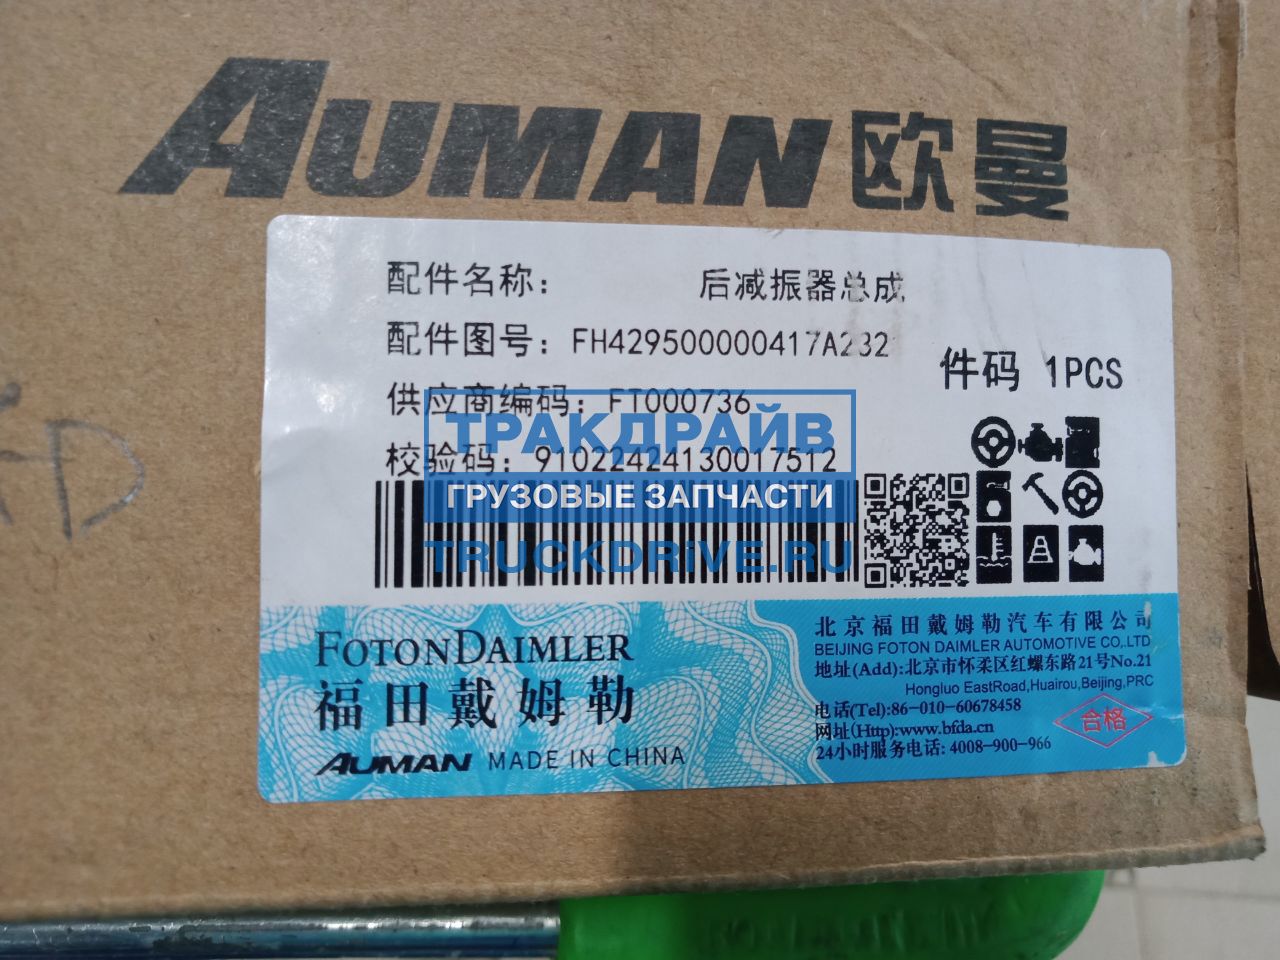 AUMAN 欧曼
配件名称: 后减振器总成
配件图号: FH429500000417A232
件码 1PCS
供应商编码: FT000736
校验码: 91022424130017512
ТРАКДРАЙВ
ГРУЗОВЫЕ ЗАПЧАСТИ
TRUCKDRIVE.RU
FOTONDAIMLER
福田戴姆勒
AUMAN MADE IN CHINA
北京福田戴姆勒汽车有限公司
BEIJING FOTON DAIMLER AUTOMOTIVE CO.,LTD
地址(Add):北京市怀柔区红螺东路21号No.21
Hongluo EastRoad,Huairou,Beijing,PRC
电话(Tel):86-010-60678458
网址(Http):www.bfda.cn
24小时服务电话: 4008-900-966
合格